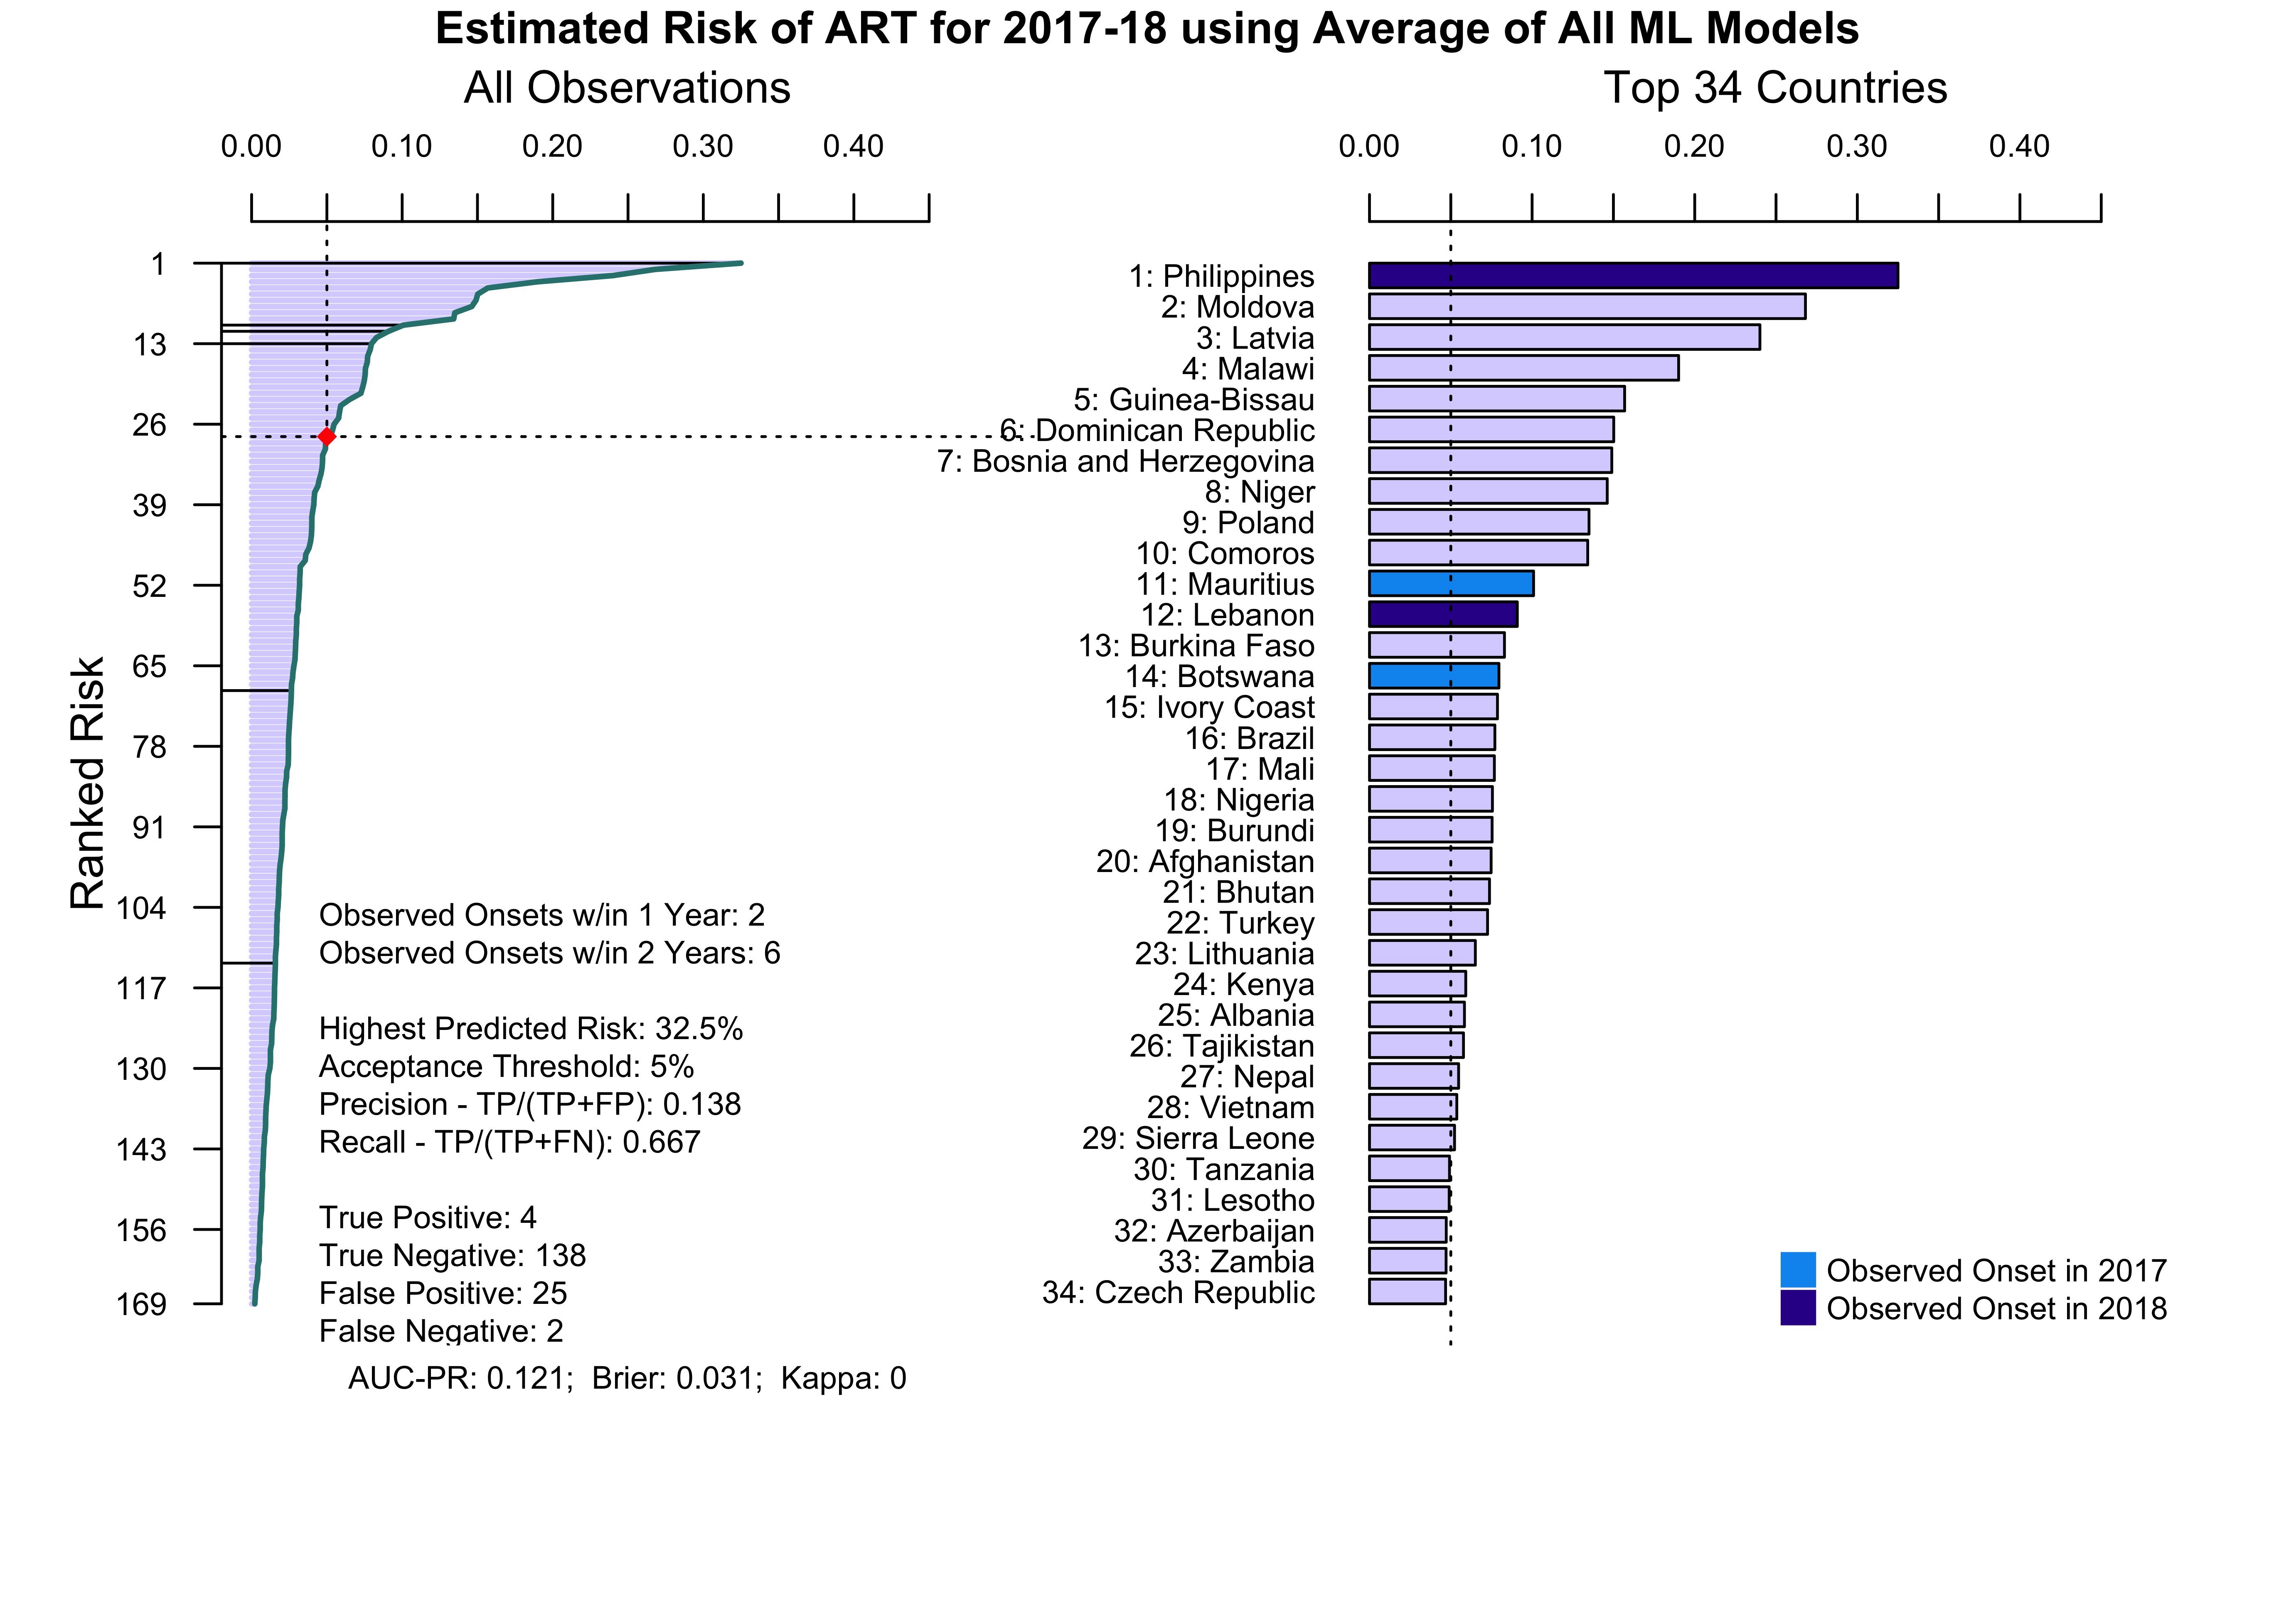 Estimated Risk of ART for 2017-18 using Average of All ML Models
All Observations
0.00 0.10 0.20 0.30 0.40
Ranked Risk
1
13
26
39
52
65
78
91
104
117
130
143
156
169
Observed Onsets w/in 1 Year: 2
Observed Onsets w/in 2 Years: 6
Highest Predicted Risk: 32.5%
Acceptance Threshold: 5%
Precision - TP/(TP+FP): 0.138
Recall - TP/(TP+FN): 0.667
True Positive: 4
True Negative: 138
False Positive: 25
False Negative: 2
AUC-PR: 0.121; Brier: 0.031; Kappa: 0
Top 34 Countries
0.00 0.10 0.20 0.30 0.40
1: Philippines
2: Moldova
3: Latvia
4: Malawi
5: Guinea-Bissau
6: Dominican Republic
7: Bosnia and Herzegovina
8: Niger
9: Poland
10: Comoros
11: Mauritius
12: Lebanon
13: Burkina Faso
14: Botswana
15: Ivory Coast
16: Brazil
17: Mali
18: Nigeria
19: Burundi
20: Afghanistan
21: Bhutan
22: Turkey
23: Lithuania
24: Kenya
25: Albania
26: Tajikistan
27: Nepal
28: Vietnam
29: Sierra Leone
30: Tanzania
31: Lesotho
32: Azerbaijan
33: Zambia
34: Czech Republic
Observed Onset in 2017
Observed Onset in 2018